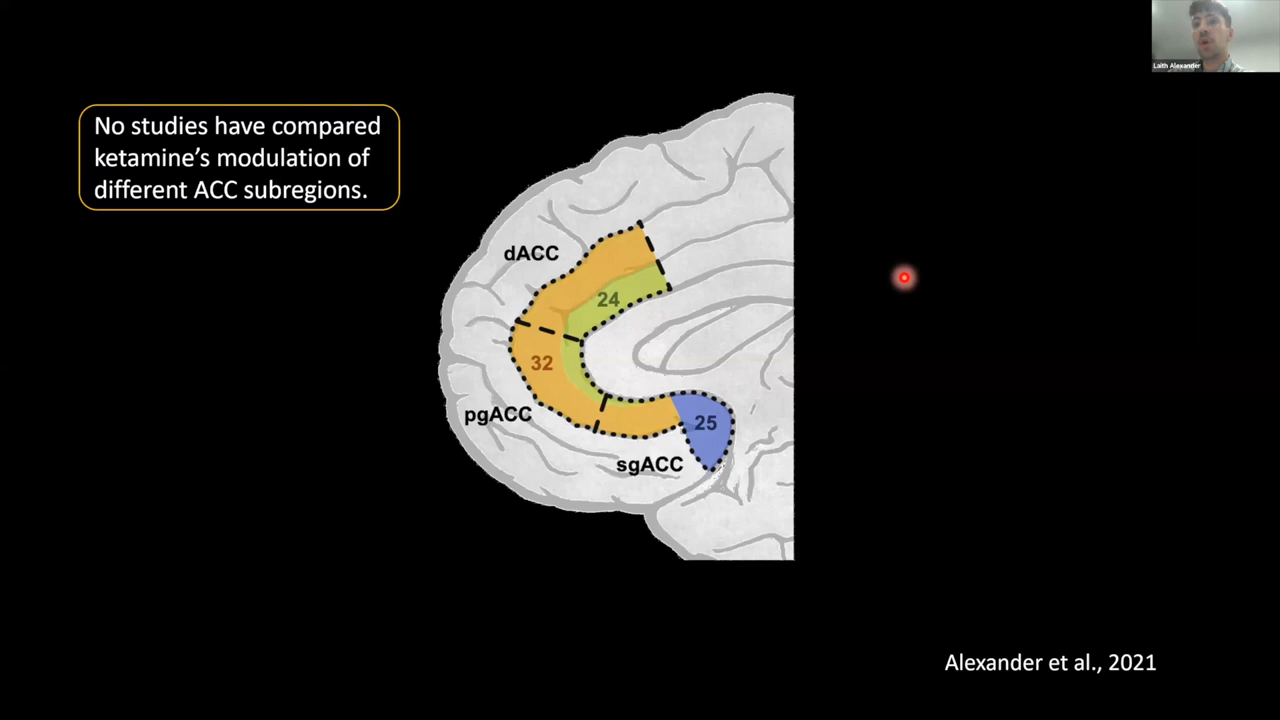 Laith Alexander
No studies have compared
ketamine's modulation of
different ACC subregions.
dACC
24
32
pgACC
25
sgACC
Alexander et al., 2021